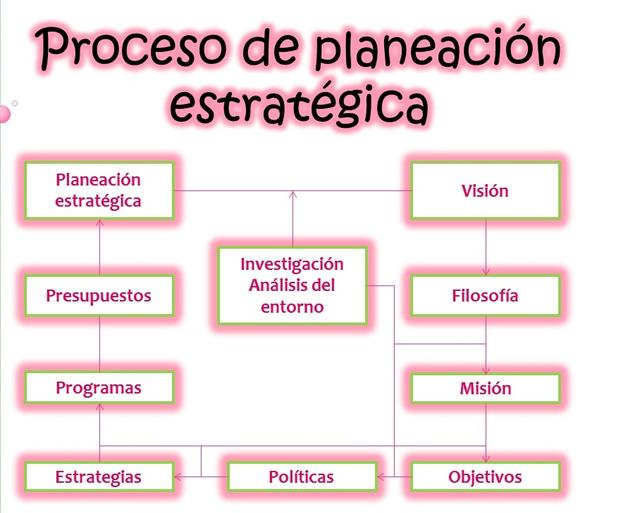 Proceso de planeación
estratégica
Planeación
estratégica
Visión
Investigación
Análisis del
entorno
Presupuestos
Filosofía
Programas
Misión
Estrategias
Políticas
Objetivos